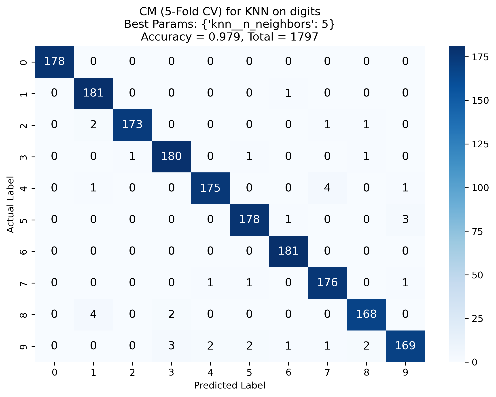 CM (5-Fold CV) for KNN on digits
Best Params: {'knn__n_neighbors': 5}
Accuracy = 0.979, Total = 1797
0 178 0 0 0 0 0 0 0 0 0
1 0 181 0 0 0 0 1 0 0 0
2 0 2 173 0 0 0 0 1 1 0
3 0 0 1 180 0 1 0 0 1 0
4 0 1 0 0 175 0 0 4 0 1
5 0 0 0 0 0 178 1 0 0 3
6 0 0 0 0 0 0 181 0 0 0
7 0 0 0 0 1 1 0 176 0 1
8 0 4 0 2 0 0 0 0 168 0
9 0 0 0 3 2 2 1 1 2 169
0 1 2 3 4 5 6 7 8 9
Predicted Label
Actual Label
175
150
125
100
75
50
25
0